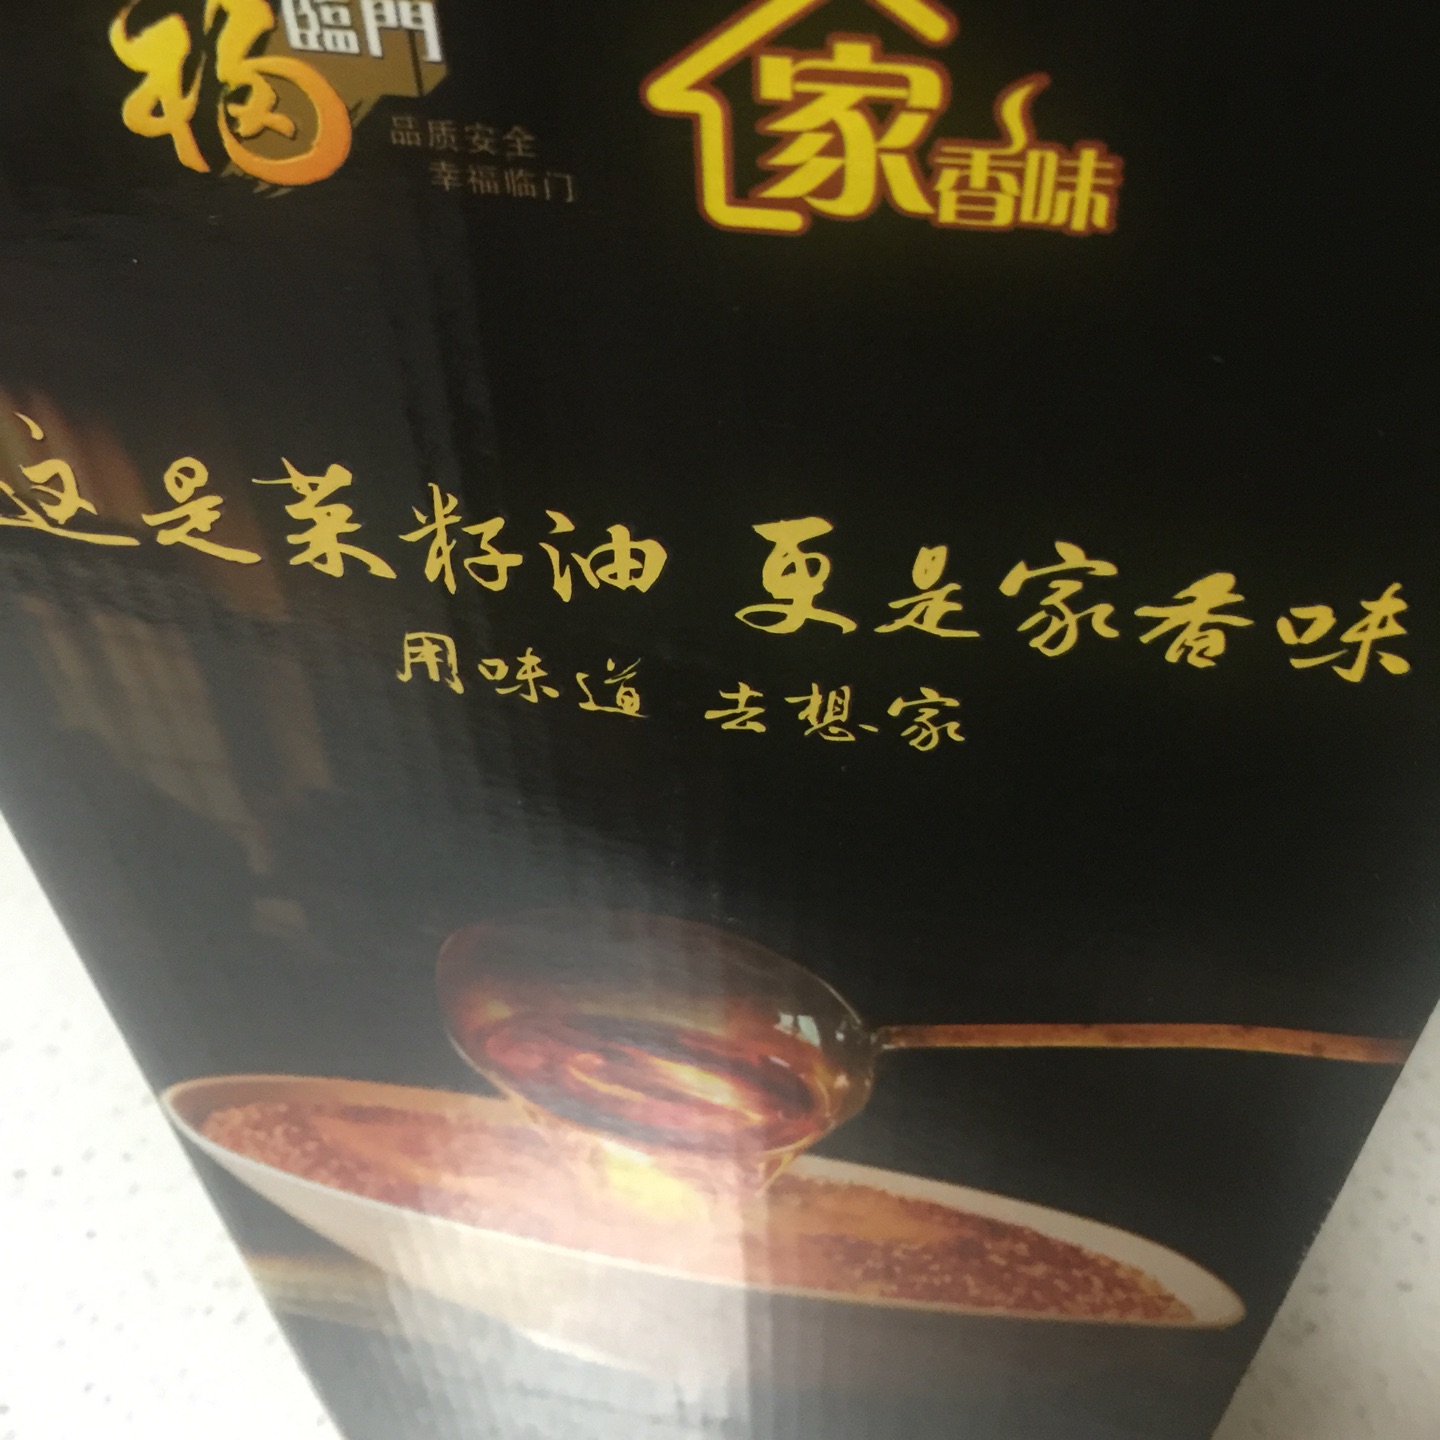 福臨門
家香味
品质安全
幸福临门
这是菜籽油 更是家香味
用味道 去想家